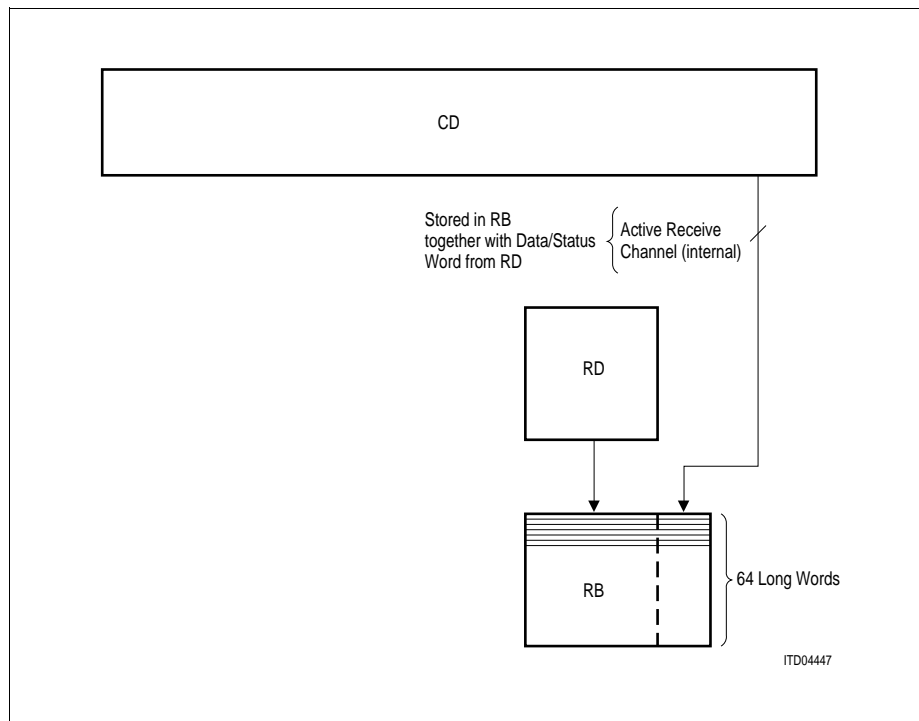 CD
Stored in RB
together with Data/Status
Word from RD
Active Receive
Channel (internal)
RD
RB
64 Long Words
ITD04447